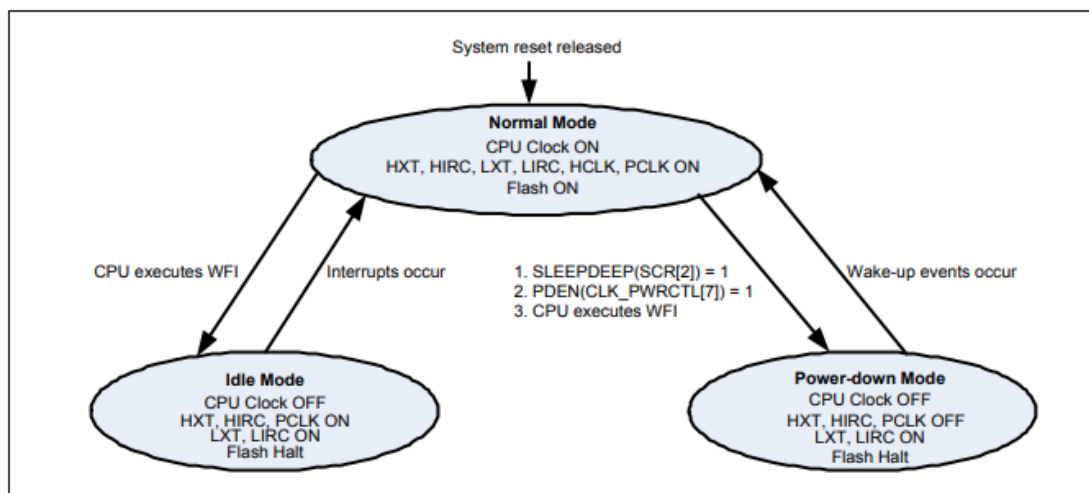 System reset released
Normal Mode
CPU Clock ON
HXT, HIRC, LXT, LIRC, HCLK, PCLK ON
Flash ON
CPU executes WFI
Interrupts occur
1. SLEEPDEEP(SCR[2]) = 1
2. PDEN(CLK_PWRCTL[7]) = 1
3. CPU executes WFI
Wake-up events occur
Idle Mode
CPU Clock OFF
HXT, HIRC, PCLK ON
LXT, LIRC ON
Flash Halt
Power-down Mode
CPU Clock OFF
HXT, HIRC, PCLK OFF
LXT, LIRC ON
Flash Halt